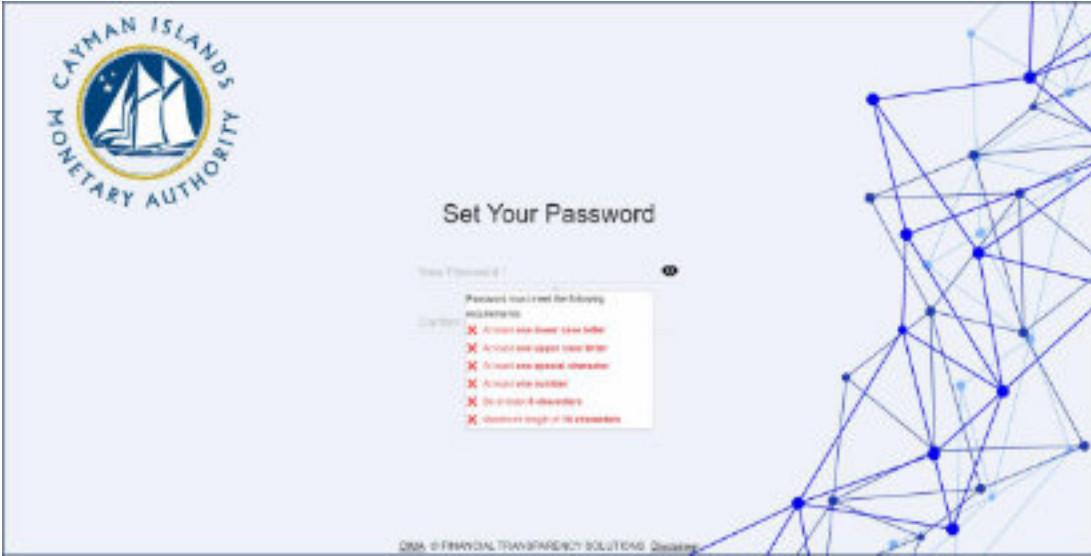 CAYMAN ISLANDS
MONETARY AUTHORITY
Set Your Password
New Password *
Password must meet the following
requirements:
At least one lower case letter
At least one upper case letter
At least one special character
At least one number
Be at least 8 characters
Maximum length of 16 characters
CIMA © FINANCIAL TRANSPARENCY SOLUTIONS Disclaimer